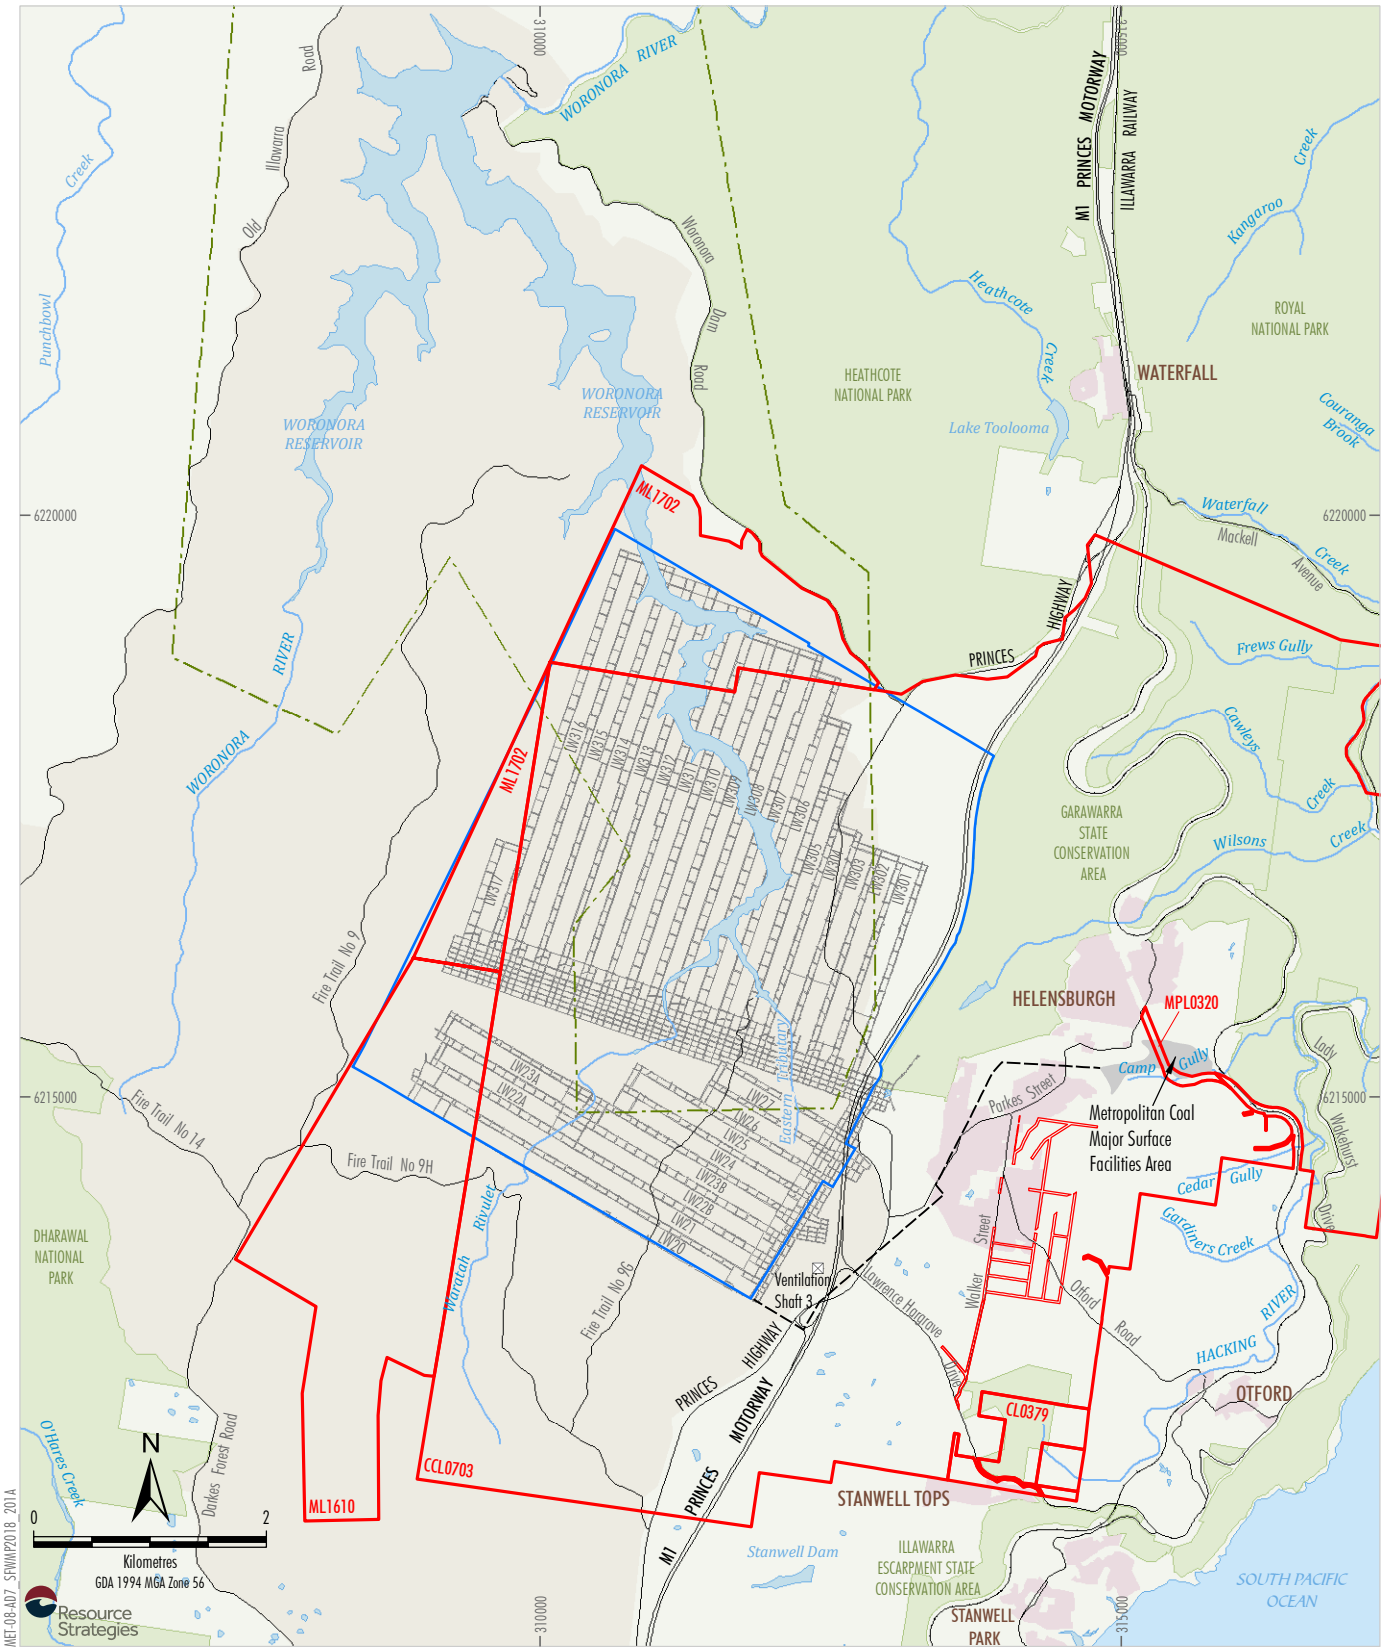 310000
315000
WORONORA RIVER
M1 PRINCES MOTORWAY
ILLAWARRA RAILWAY
Old Illawarra Road
Punchbowl Creek
Kangaroo Creek
Woronora Dam Road
Heathcote Creek
ROYAL
NATIONAL PARK
HEATHCOTE
NATIONAL PARK
WATERFALL
WORONORA
RESERVOIR
WORONORA
RESERVOIR
Lake Toolooma
Couranga
Brook
ML1702
6220000
6220000
Waterfall Creek
Mackell Avenue
HIGHWAY
PRINCES
Frews Gully
WORONORA RIVER
Cawleys Creek
ML1702
LW316
LW315
LW314
LW313
LW312
LW311
LW310
LW309
LW308
LW307
LW306
LW305
LW304
LW303
LW302
LW301
LW317
GARAWARRA
STATE
CONSERVATION
AREA
Wilsons Creek
Fire Trail No 9
HELENSBURGH
MPL0320
Lady Wakehurst Drive
Camp Gully
Eastern Tributary
6215000
6215000
Fire Trail No 14
Parkes Street
Metropolitan Coal
Major Surface
Facilities Area
LW23A
LW22A
LW27
LW26
LW25
LW24
LW23B
LW22B
LW21
LW20
Fire Trail No 9H
Cedar Gully
Gardiners Creek
DHARAWAL
NATIONAL
PARK
Waratah Rivulet
Fire Trail No 9G
Ventilation
Shaft 3
Lawrence Hargrave Drive
Walker Street
Otford Road
HACKING RIVER
PRINCES HIGHWAY
OTFORD
CL0379
O'Hares Creek
Darkes Forest Road
N
CCL0703
M1 PRINCES MOTORWAY
STANWELL TOPS
ML1610
0 2
Kilometres
GDA 1994 MGA Zone 56
Stanwell Dam
ILLAWARRA
ESCARPMENT STATE
CONSERVATION AREA
SOUTH PACIFIC
OCEAN
STANWELL
PARK
Resource
Strategies
MET-08-AD7_SFWMP2018_201A
310000
315000